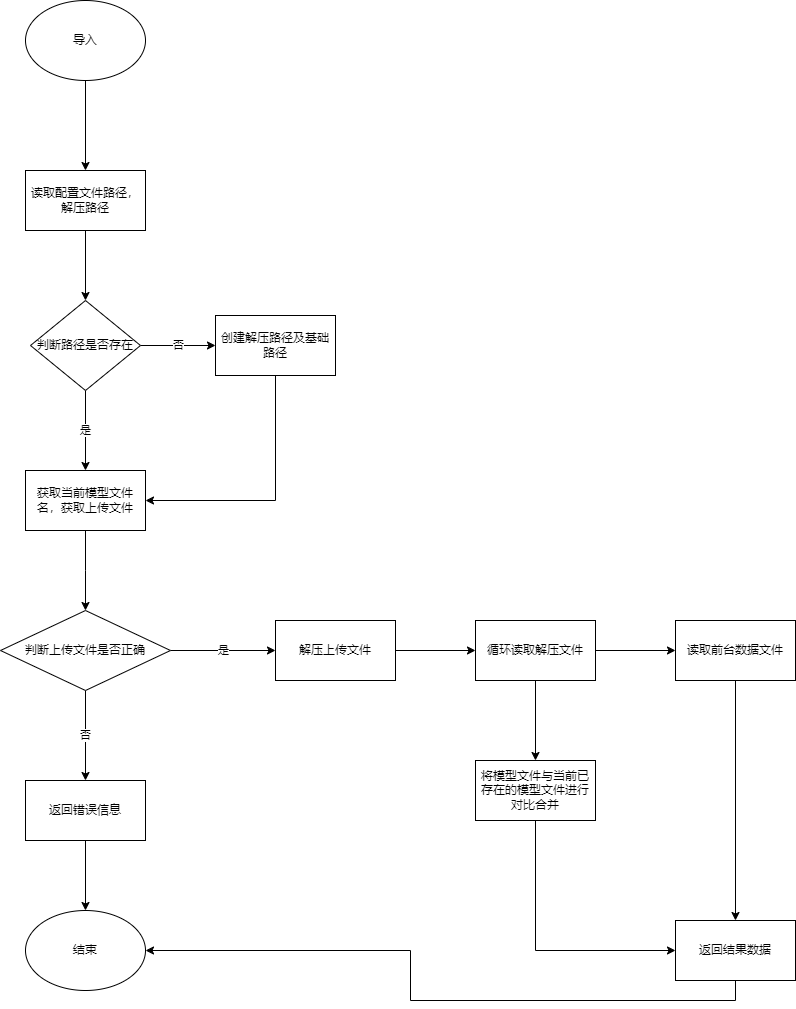 导入
读取配置文件路径，
解压路径
判断路径是否存在
否
创建解压路径及基础
路径
是
获取当前模型文件
名，获取上传文件
判断上传文件是否正确
是
解压上传文件
循环读取解压文件
读取前台数据文件
否
将模型文件与当前已
存在的模型文件进行
对比合并
返回错误信息
结束
返回结果数据